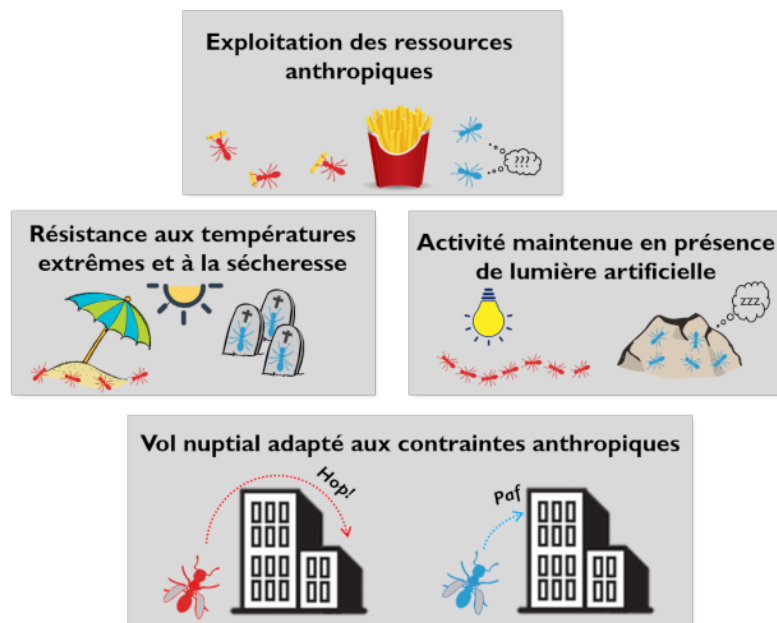 Exploitation des ressources
anthropiques
???
Résistance aux températures
extrêmes et à la sécheresse
Activité maintenue en présence
de lumière artificielle
zzz
Vol nuptial adapté aux contraintes anthropiques
Hop!
Paf